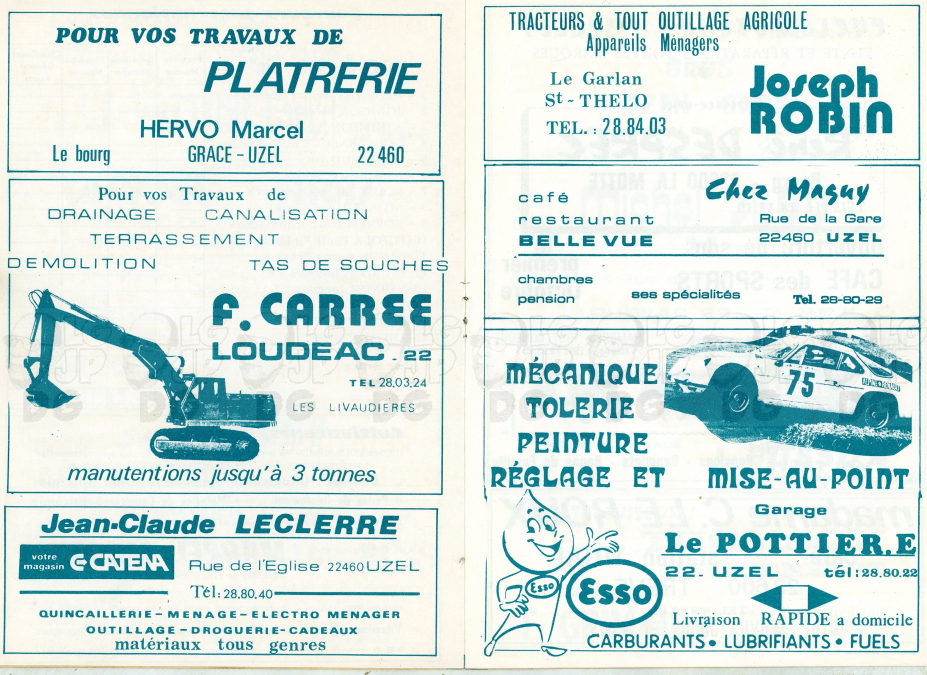 POUR VOS TRAVAUX DE
PLATRERIE
HERVO Marcel
Le bourg GRACE-UZEL 22460
Pour vos Travaux de
DRAINAGE CANALISATION
TERRASSEMENT
DEMOLITION TAS DE SOUCHES
F. CARREE
LOUDEAC - 22
TEL 28,03,24
LES LIVAUDIERES
manutentions jusqu'à 3 tonnes
Jean-Claude LECLERRE
votre magasin CATENA
Rue de l'Eglise 22460 UZEL
Tél: 28.80.40
QUINCAILLERIE-MENAGE-ELECTRO MENAGER
OUTILLAGE-DROGUERIE-CADEAUX
matériaux tous genres
TRACTEURS & TOUT OUTILLAGE AGRICOLE
Appareils Ménagers
Le Garlan
St-THELO
TEL. : 28.84.03
Joseph
ROBIN
café
restaurant
BELLEVUE
Chez Maguy
Rue de la Gare
22460 UZEL
chambres
pension
ses spécialités
Tel. 28-80-29
75
ALPINE RENAULT
MÉCANIQUE
TOLERIE
PEINTURE
RÉGLAGE ET MISE-AU-POINT
Garage
Le POTTIER.E
22. UZEL tél:28.80.22
Esso
Esso
Livraison RAPIDE a domicile
CARBURANTS • LUBRIFIANTS • FUELS